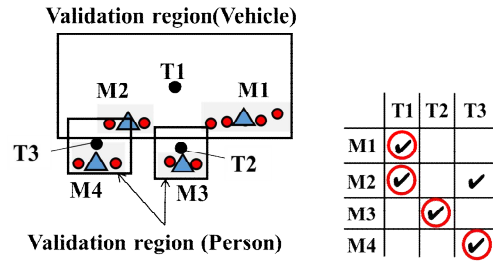 Validation region(Vehicle)
T1
M2
M1
T3
T2
M4
M3
Validation region (Person)
T1 T2 T3
M1 ✔
M2 ✔ ✔
M3 ✔
M4 ✔